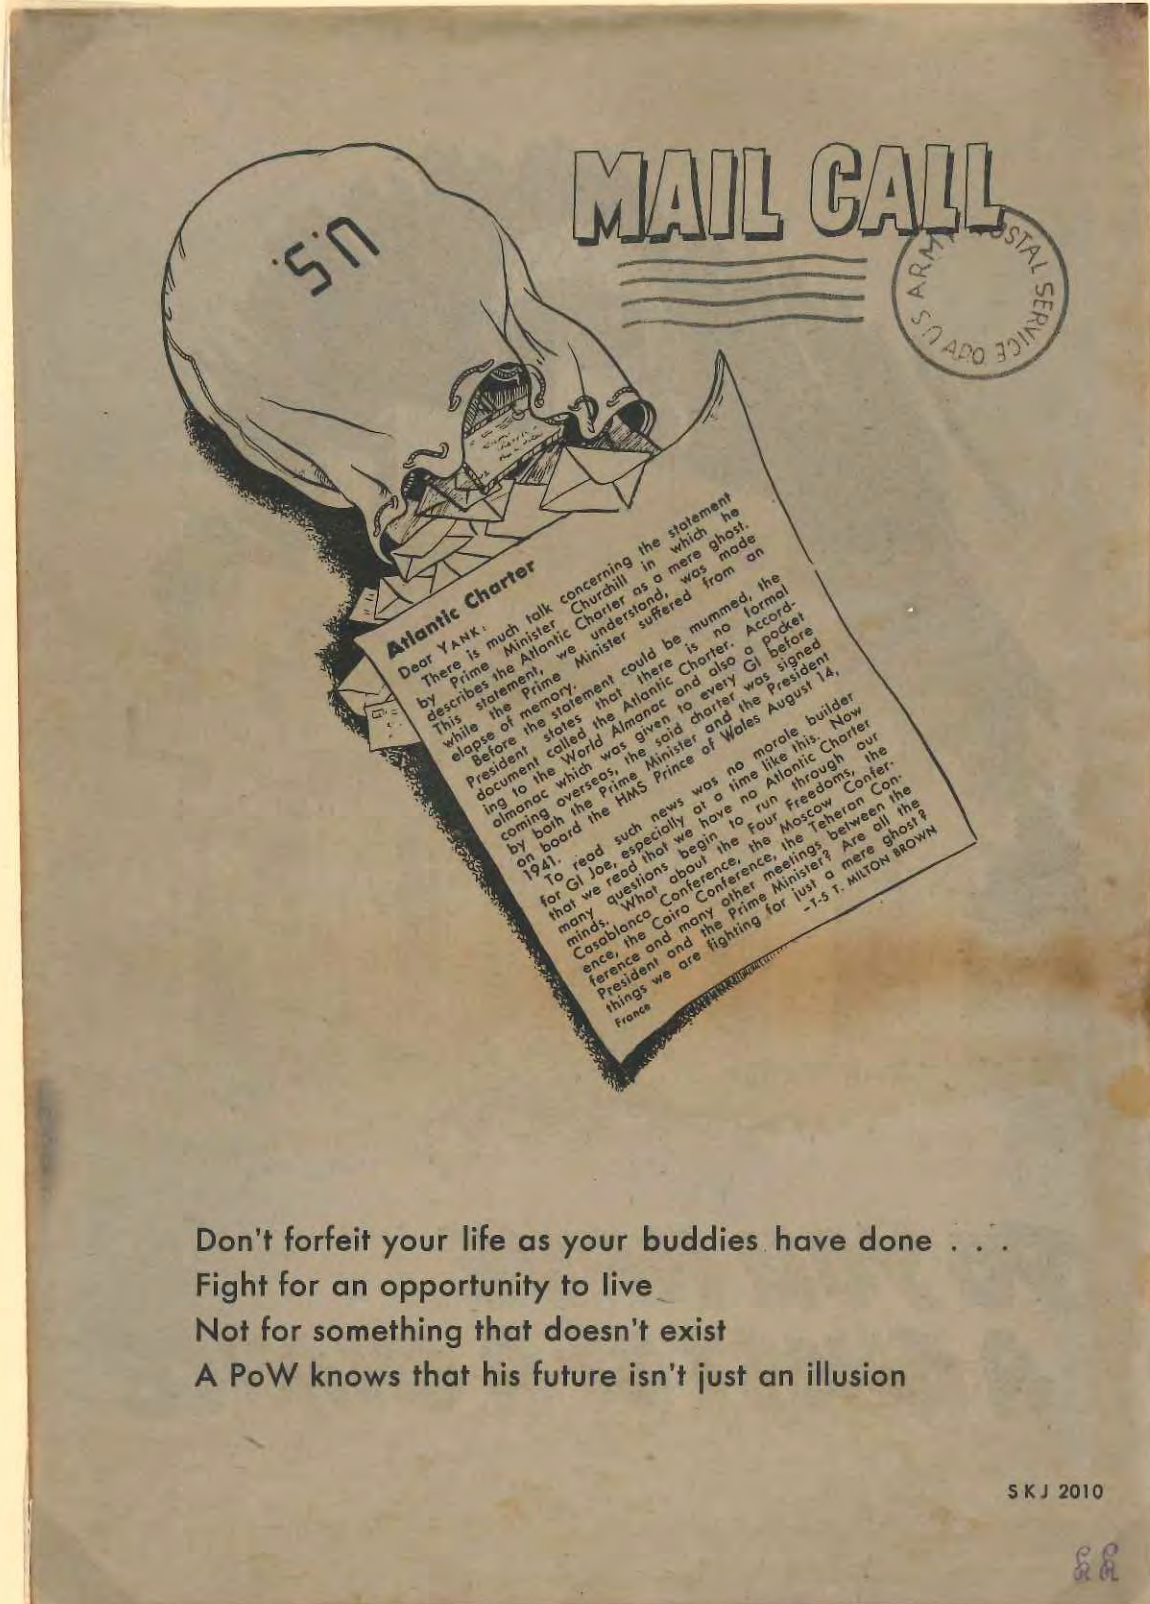 U.S.
MAIL CALL
U.S. ARMY POSTAL SERVICE
APO
Atlantic Charter
Dear YANK:
There is much talk concerning the statement
by Prime Minister Churchill in which he
describes the Atlantic Charter as a mere ghost.
This statement, we understand, was made
while the Prime Minister suffered from an
elapse of memory.
Before the statement could be mummed, the
President states that there is no formal
document called the Atlantic Charter. Accord-
ing to the World Almanac and also a pocket
almanac which was given to every GI before
coming overseas, the said charter was signed
by both the Prime Minister and the President
on board the HMS Prince of Wales August 14,
1941.
To read such news was no morale builder
for GI Joe, especially at a time like this. Now
that we read that we have no Atlantic Charter
many questions begin to run through our
minds. What about the Four Freedoms, the
Casablanca Conference, the Moscow Confer-
ence, the Cairo Conference, the Teheran Con-
ference and many other meetings between the
President and the Prime Minister? Are all the
things we are fighting for just a mere ghost?
France –T-5 T. MILTON BROWN
Don't forfeit your life as your buddies have done . . .
Fight for an opportunity to live
Not for something that doesn't exist
A PoW knows that his future isn't just an illusion
SKJ 2010